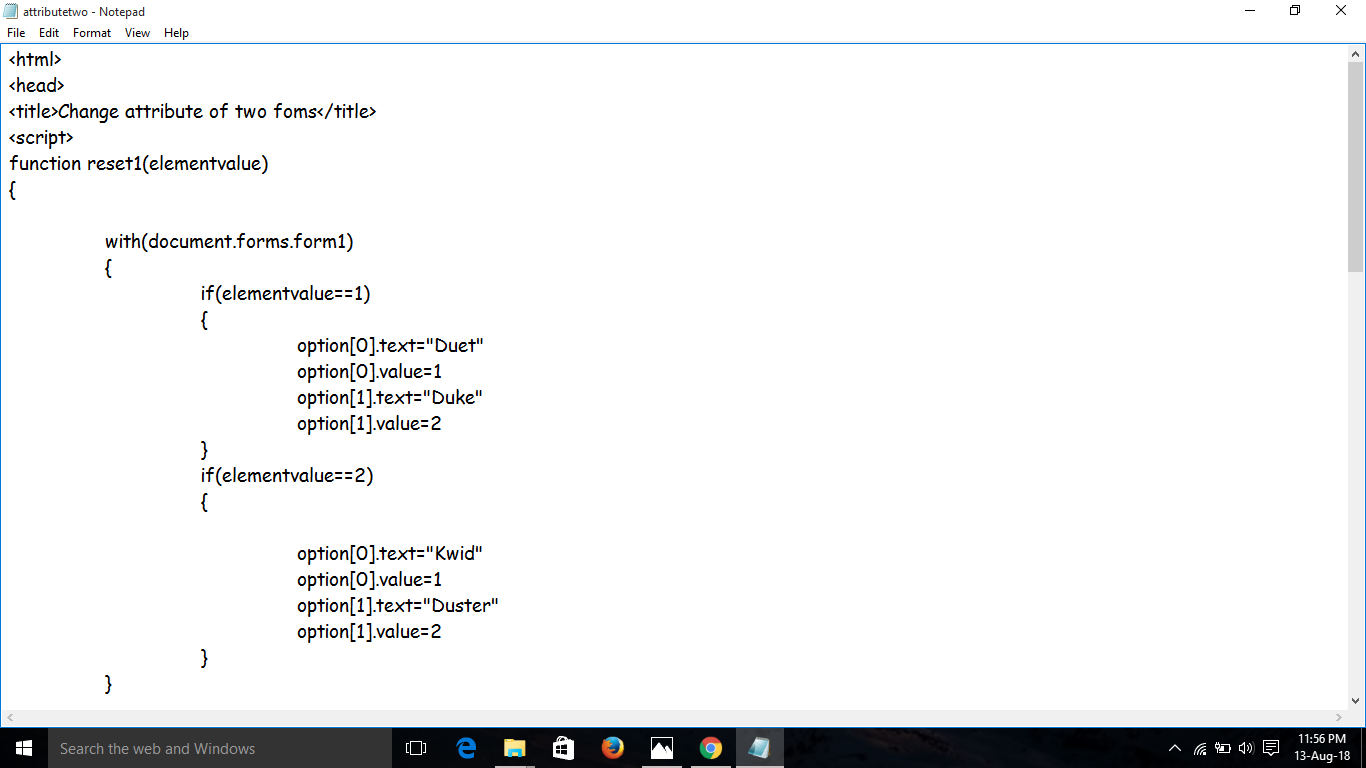 attributetwo - Notepad
File Edit Format View Help
<html>
<head>
<title>Change attribute of two foms</title>
<script>
function reset1(elementvalue)
{
with(document.forms.form1)
{
if(elementvalue==1)
{
option[0].text="Duet"
option[0].value=1
option[1].text="Duke"
option[1].value=2
}
if(elementvalue==2)
{
option[0].text="Kwid"
option[0].value=1
option[1].text="Duster"
option[1].value=2
}
}
Search the web and Windows
11:56 PM
13-Aug-18